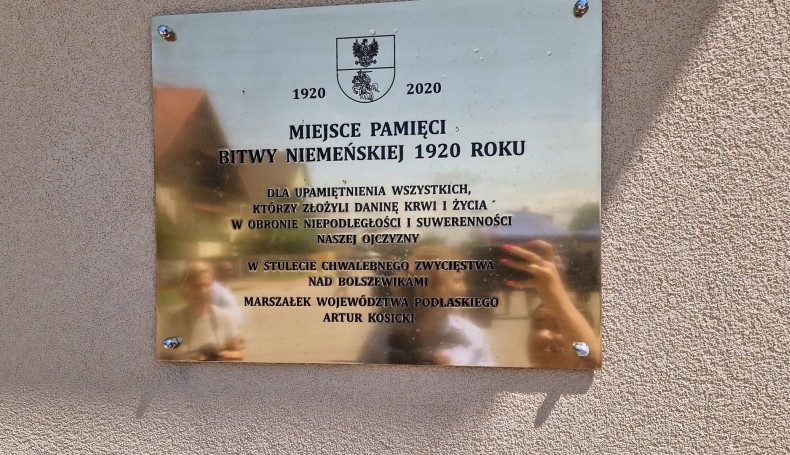 1920 2020
MIEJSCE PAMIĘCI
BITWY NIEMEŃSKIEJ 1920 ROKU
DLA UPAMIĘTNIENIA WSZYSTKICH,
KTÓRZY ZŁOŻYLI DANINĘ KRWI I ŻYCIA
W OBRONIE NIEPODLEGŁOŚCI I SUWERENNOŚCI
NASZEJ OJCZYZNY
W STULECIE CHWALEBNEGO ZWYCIĘSTWA
NAD BOLSZEWIKAMI
MARSZAŁEK WOJEWÓDZTWA PODLASKIEGO
ARTUR KOSICKI